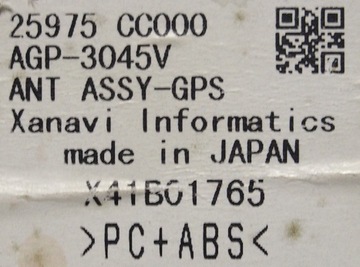 25975 CC000
AGP-3045V
ANT ASSY-GPS
Xanavi Informatics
made in JAPAN
X41B01765
>PC+ABS<